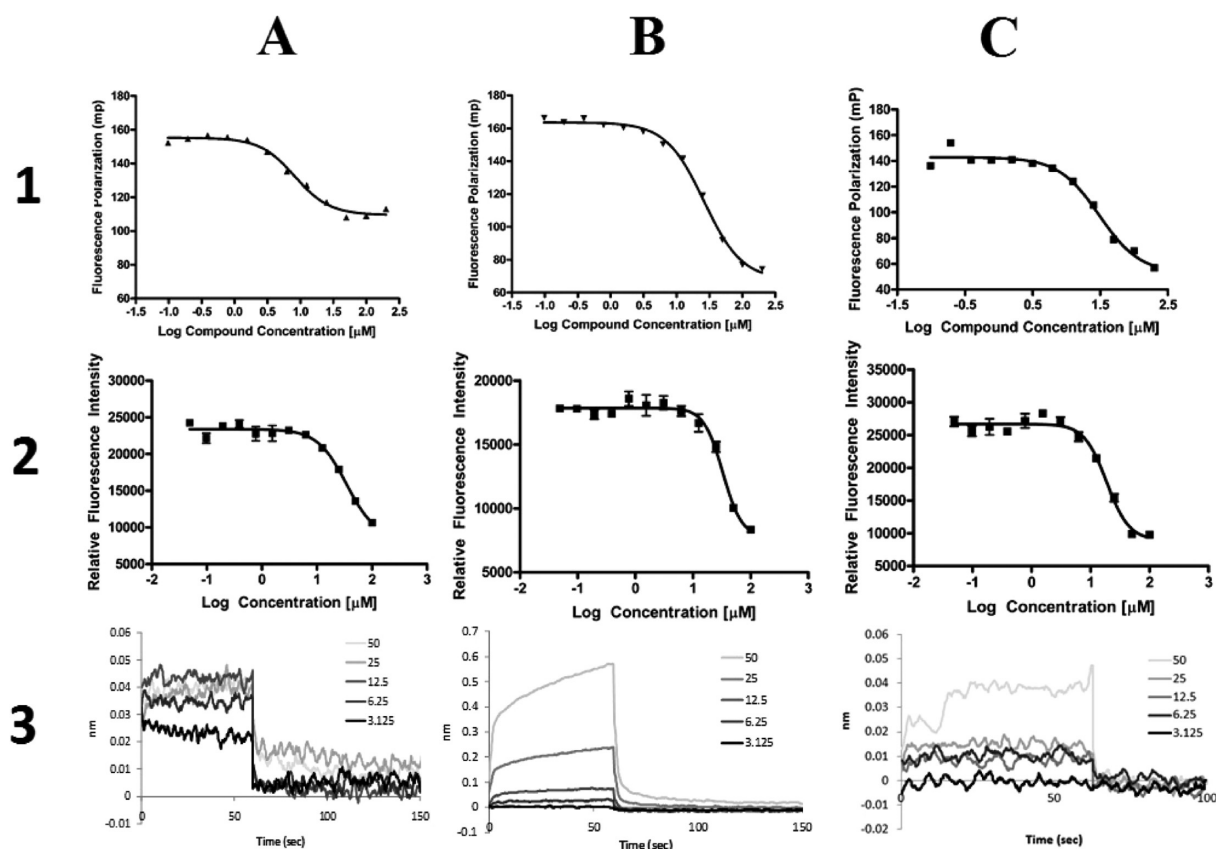 A B C
1
Fluorescence Polarization (mp)
180
160
140
120
100
80
60
-1.5 -1.0 -0.5 0.0 0.5 1.0 1.5 2.0 2.5
Log Compound Concentration [µM]
Fluorescence Polarization (mp)
180
160
140
120
100
80
60
-1.5 -1.0 -0.5 0.0 0.5 1.0 1.5 2.0 2.5
Log Compound Concentration [µM]
Fluorescence Polarization (mP)
180
160
140
120
100
80
60
40
-1.5 -0.5 0.5 1.5 2.5
Log Compound Concentration [µM]
2
Relative Fluorescence Intensity
30000
25000
20000
15000
10000
5000
-2 -1 0 1 2 3
Log Concentration [µM]
Relative Fluorescence Intensity
20000
15000
10000
5000
-2 -1 0 1 2 3
Log Concentration [µM]
Relative Fluorescence Intensity
35000
30000
25000
20000
15000
10000
5000
-2 -1 0 1 2 3
Log Concentration [µM]
3
nm
0.06
0.05
0.04
0.03
0.02
0.01
0
-0.01
0 50 100 150
Time (sec)
50
25
12.5
6.25
3.125
nm
0.7
0.6
0.5
0.4
0.3
0.2
0.1
0
-0.1
0 50 100 150
Time (sec)
50
25
12.5
6.25
3.125
nm
0.06
0.05
0.04
0.03
0.02
0.01
0
-0.01
-0.02
0 50 100
Time (sec)
50
25
12.5
6.25
3.125